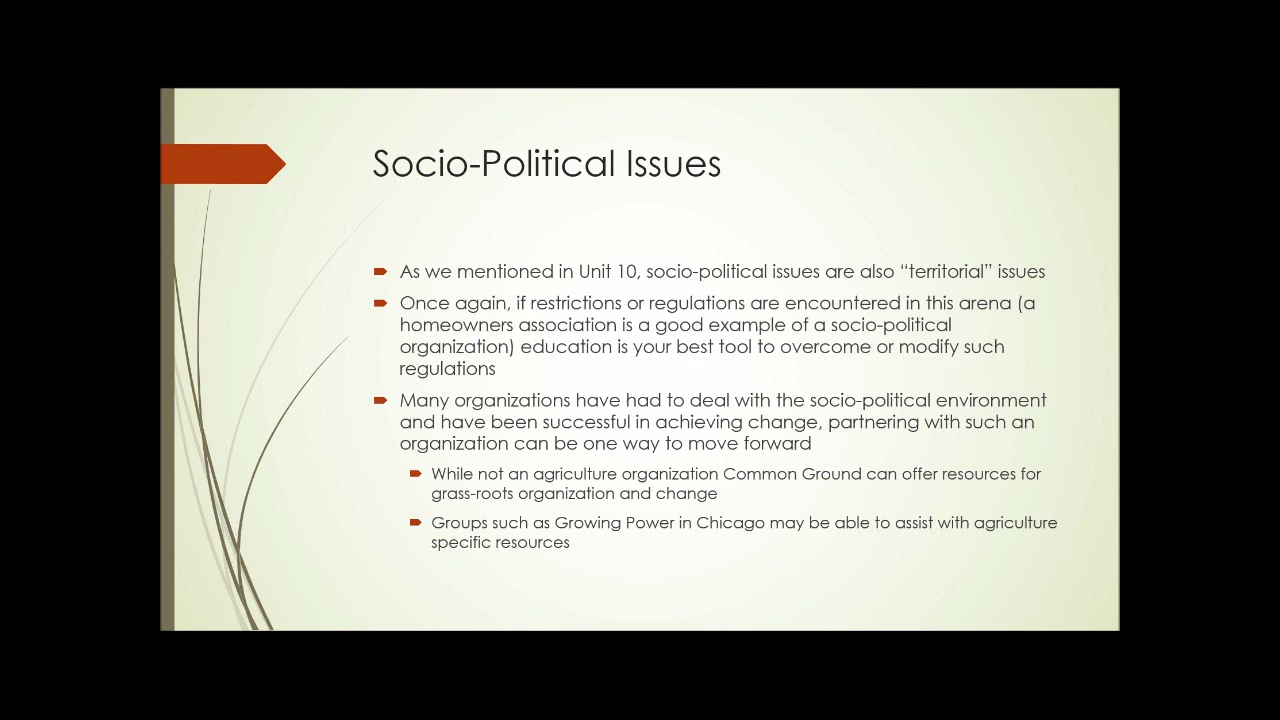 Socio-Political Issues
As we mentioned in Unit 10, socio-political issues are also “territorial” issues
Once again, if restrictions or regulations are encountered in this arena (a
homeowners association is a good example of a socio-political
organization) education is your best tool to overcome or modify such
regulations
Many organizations have had to deal with the socio-political environment
and have been successful in achieving change, partnering with such an
organization can be one way to move forward
While not an agriculture organization Common Ground can offer resources for
grass-roots organization and change
Groups such as Growing Power in Chicago may be able to assist with agriculture
specific resources